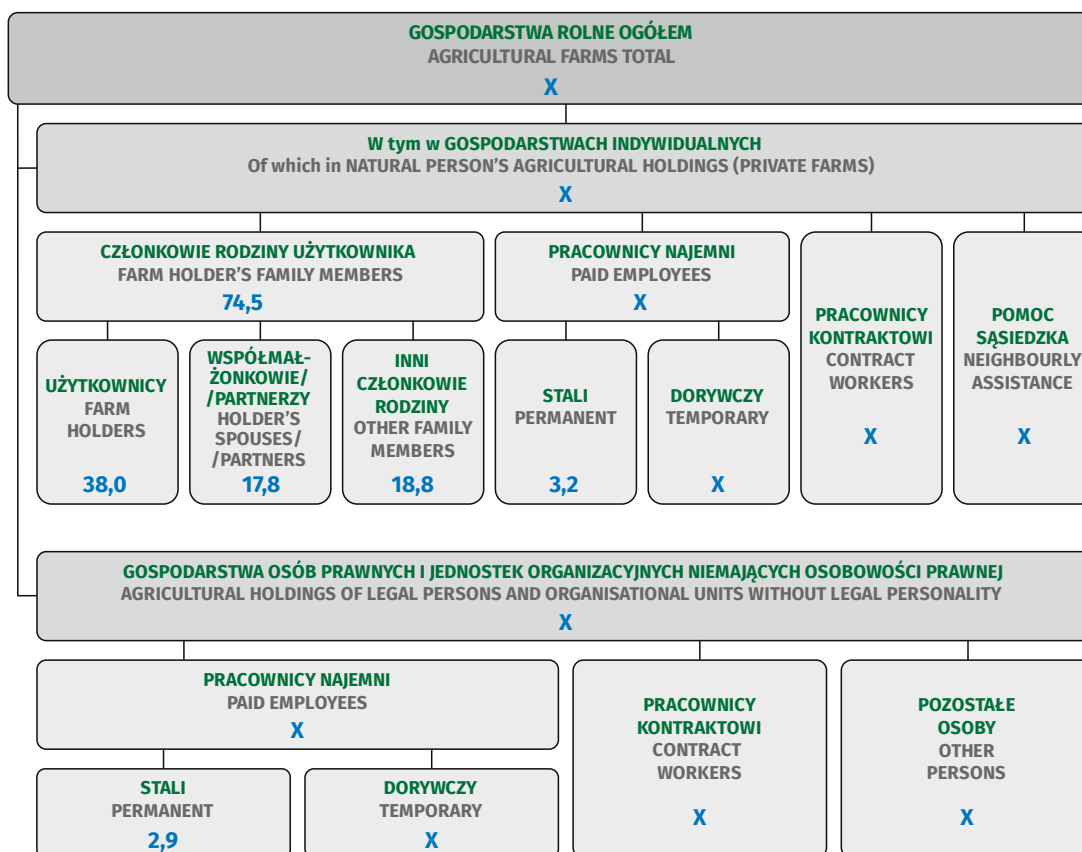 GOSPODARSTWA ROLNE OGÓŁEM
AGRICULTURAL FARMS TOTAL
X
W tym w GOSPODARSTWACH INDYWIDUALNYCH
Of which in NATURAL PERSON'S AGRICULTURAL HOLDINGS (PRIVATE FARMS)
X
CZŁONKOWIE RODZINY UŻYTKOWNIKA
FARM HOLDER'S FAMILY MEMBERS
74,5
PRACOWNICY NAJEMNI
PAID EMPLOYEES
X
UŻYTKOWNICY
FARM
HOLDERS
38,0
WSPÓŁMAŁ-
ŻONKOWIE/
/PARTNERZY
HOLDER'S
SPOUSES/
/PARTNERS
17,8
INNI
CZŁONKOWIE
RODZINY
OTHER FAMILY
MEMBERS
18,8
STALI
PERMANENT
3,2
DORYWCZY
TEMPORARY
X
PRACOWNICY
KONTRAKTOWI
CONTRACT
WORKERS
X
POMOC
SĄSIEDZKA
NEIGHBOURLY
ASSISTANCE
X
GOSPODARSTWA OSÓB PRAWNYCH I JEDNOSTEK ORGANIZACYJNYCH NIEMAJĄCYCH OSOBOWOŚCI PRAWNEJ
AGRICULTURAL HOLDINGS OF LEGAL PERSONS AND ORGANISATIONAL UNITS WITHOUT LEGAL PERSONALITY
X
PRACOWNICY NAJEMNI
PAID EMPLOYEES
X
STALI
PERMANENT
2,9
DORYWCZY
TEMPORARY
X
PRACOWNICY
KONTRAKTOWI
CONTRACT
WORKERS
X
POZOSTAŁE
OSOBY
OTHER
PERSONS
X